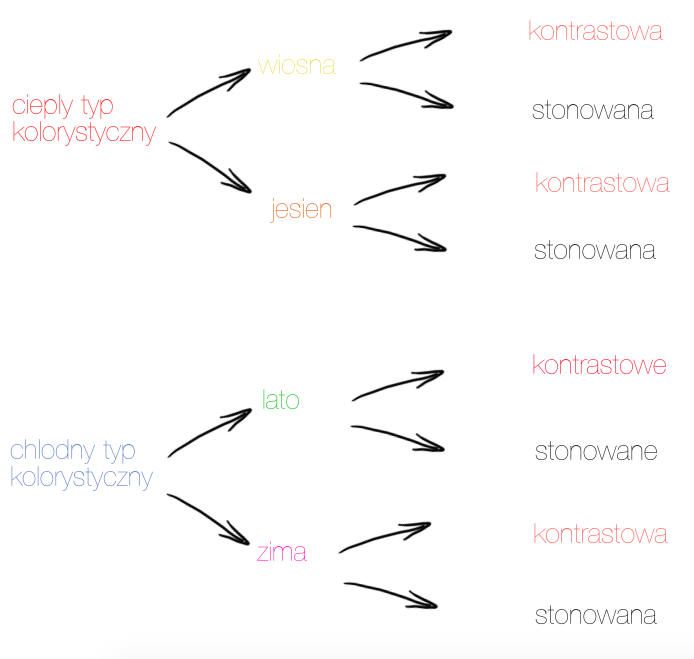 kontrastowa
wiosna
cieply typ
kolorystyczny
stonowana
kontrastowa
jesien
stonowana
kontrastowe
lato
chlodny typ
kolorystyczny
stonowane
kontrastowa
zima
stonowana